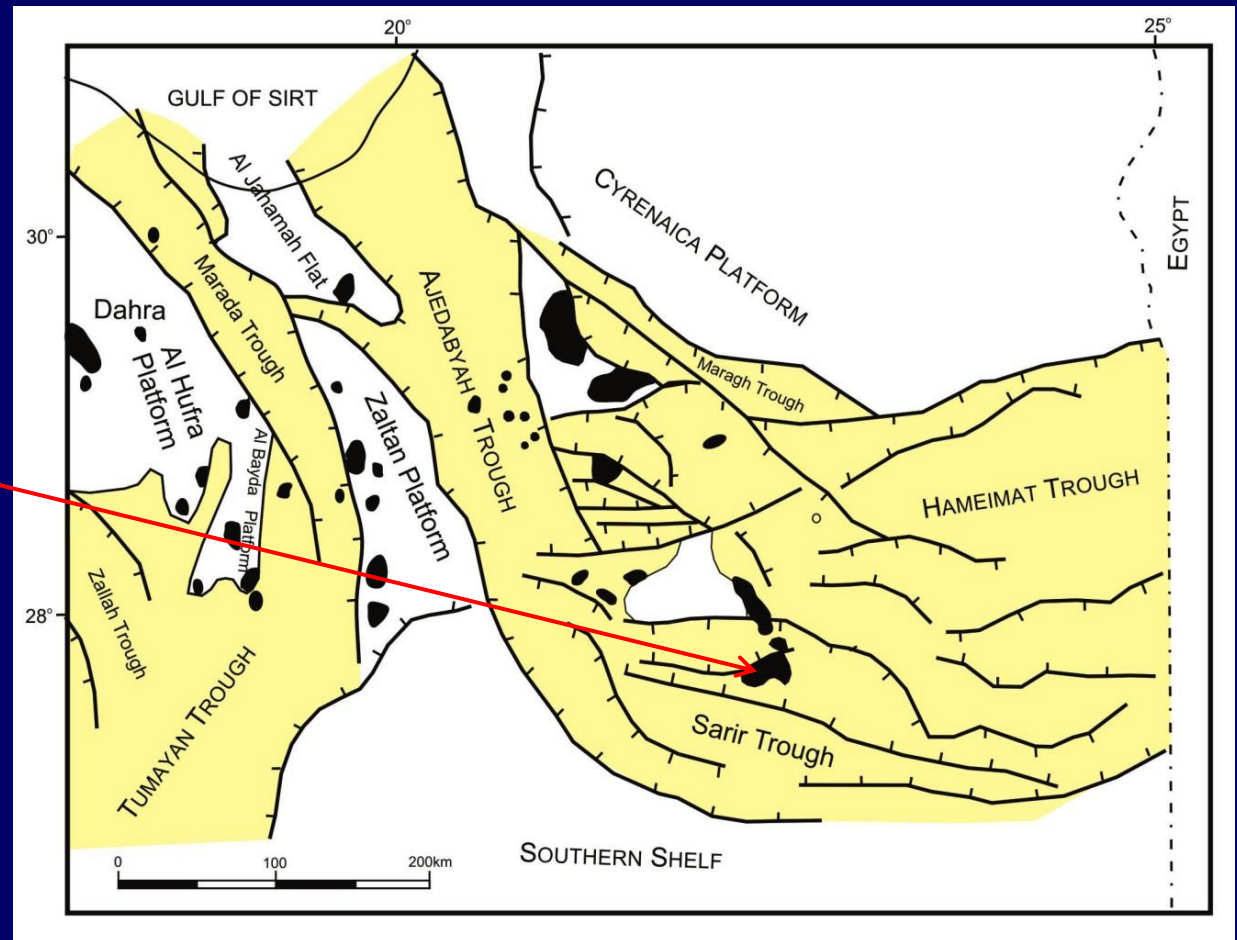 20°
25°
GULF OF SIRT
Al Jahamah Flat
CYRENAICA PLATFORM
EGYPT
30°
Marada Trough
AJEDABYAH TROUGH
Dahra
Al Hufra
Platform
Maragh Trough
Zaltan Platform
Al Bayda Platform
HAMEIMAT TROUGH
28°
Zallah Trough
TUMAYAN TROUGH
Sarir Trough
SOUTHERN SHELF
0 100 200km